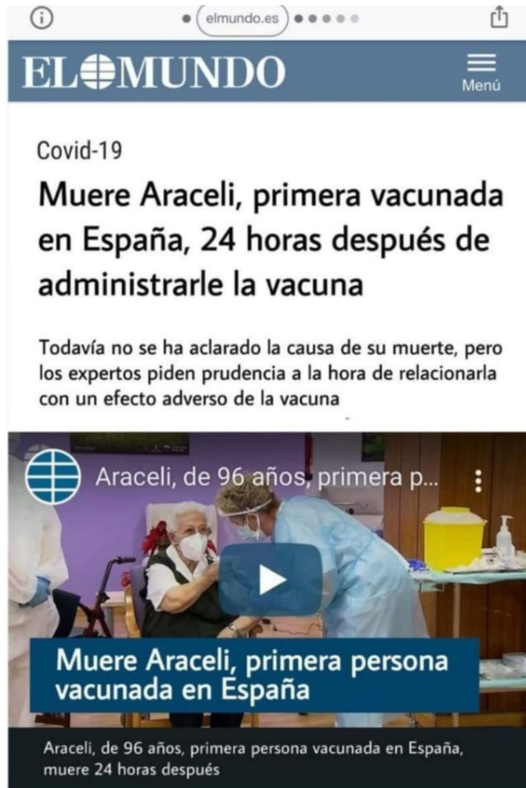 elmundo.es
EL MUNDO
Menú
Covid-19
Muere Araceli, primera vacunada
en España, 24 horas después de
administrarle la vacuna
Todavía no se ha aclarado la causa de su muerte, pero
los expertos piden prudencia a la hora de relacionarla
con un efecto adverso de la vacuna
Araceli, de 96 años, primera p...
Muere Araceli, primera persona
vacunada en España
Araceli, de 96 años, primera persona vacunada en España,
muere 24 horas después